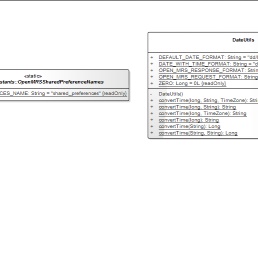 «static»
stants::OpenMRSSharedPreferenceNames
CES_NAME: String = "shared_preferences" {readOnly}
DateUtils
+ DEFAULT_DATE_FORMAT: String = "dd/
+ DATE_WITH_TIME_FORMAT: String = "d
+ OPEN_MRS_RESPONSE_FORMAT: Strin
+ OPEN_MRS_REQUEST_FORMAT: String
+ ZERO: Long = 0L {readOnly}
- DateUtils()
+ convertTime(long, String, TimeZone): Stri
+ convertTime(long, String): String
+ convertTime(long, TimeZone): String
+ convertTime(long): String
+ convertTime(String): Long
+ convertTime(String, String): Long